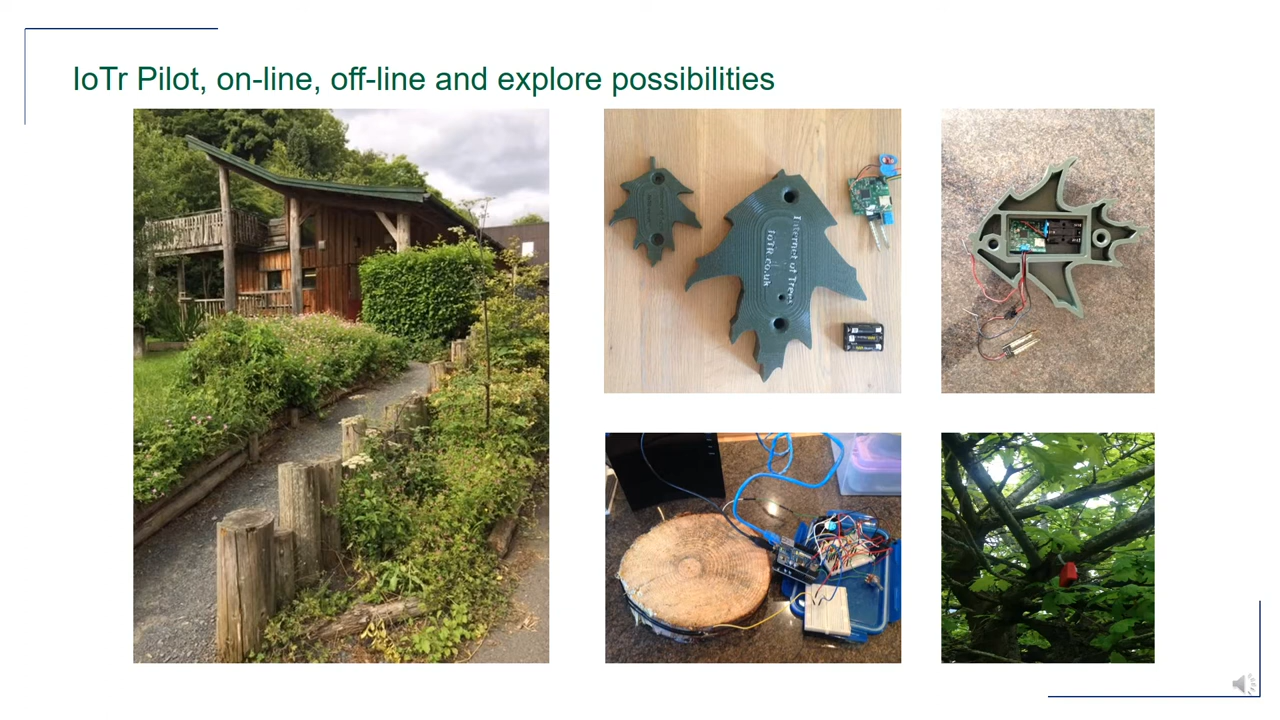 IoTr Pilot, on-line, off-line and explore possibilities
Internet of Trees
IoTR.co.uk